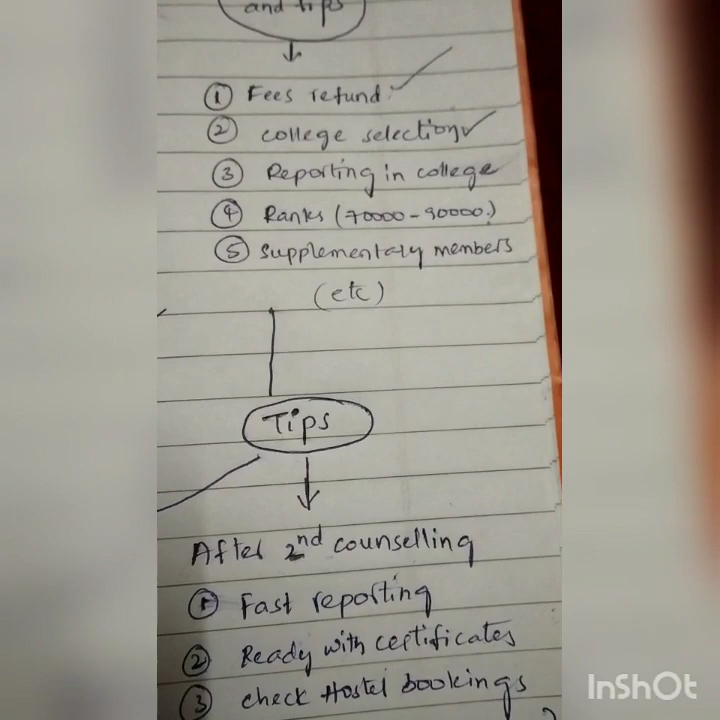 and tips
① Fees refund
② college selection
③ Reporting in college
④ Ranks (70000-90000.)
⑤ supplementary members
(etc)
Tips
After 2nd counselling
① Fast reporting
② Ready with certificates
③ check Hostel bookings
InShOt